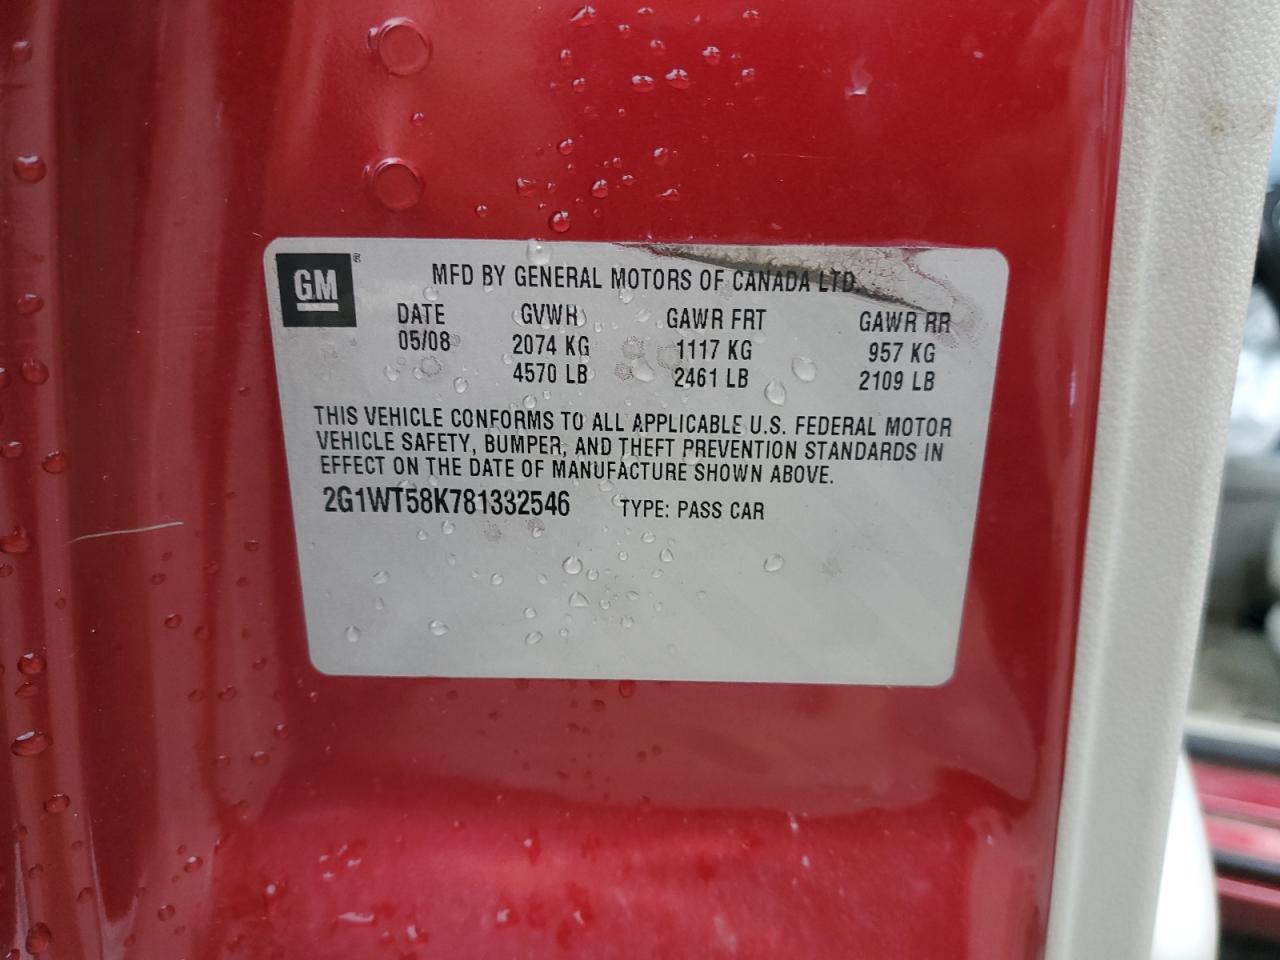 GM ®
MFD BY GENERAL MOTORS OF CANADA LTD.
DATE GVWR GAWR FRT GAWR RR
05/08 2074 KG 1117 KG 957 KG
4570 LB 2461 LB 2109 LB
THIS VEHICLE CONFORMS TO ALL APPLICABLE U.S. FEDERAL MOTOR
VEHICLE SAFETY, BUMPER, AND THEFT PREVENTION STANDARDS IN
EFFECT ON THE DATE OF MANUFACTURE SHOWN ABOVE.
2G1WT58K781332546 TYPE: PASS CAR